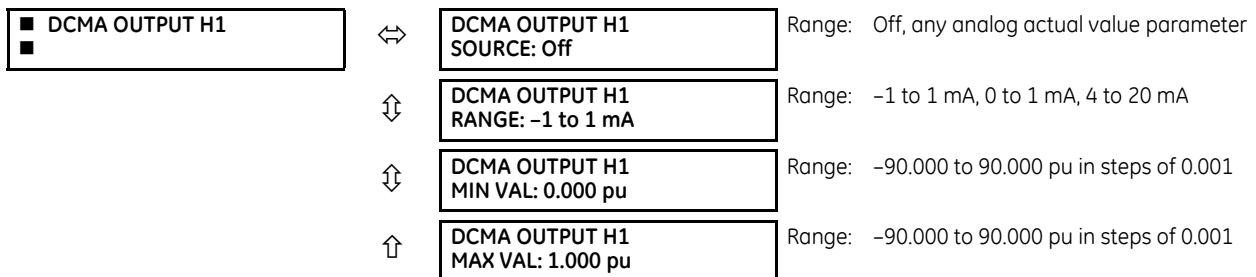 ■ DCMA OUTPUT H1
■
DCMA OUTPUT H1
SOURCE: Off
Range: Off, any analog actual value parameter
DCMA OUTPUT H1
RANGE: –1 to 1 mA
Range: –1 to 1 mA, 0 to 1 mA, 4 to 20 mA
DCMA OUTPUT H1
MIN VAL: 0.000 pu
Range: –90.000 to 90.000 pu in steps of 0.001
DCMA OUTPUT H1
MAX VAL: 1.000 pu
Range: –90.000 to 90.000 pu in steps of 0.001